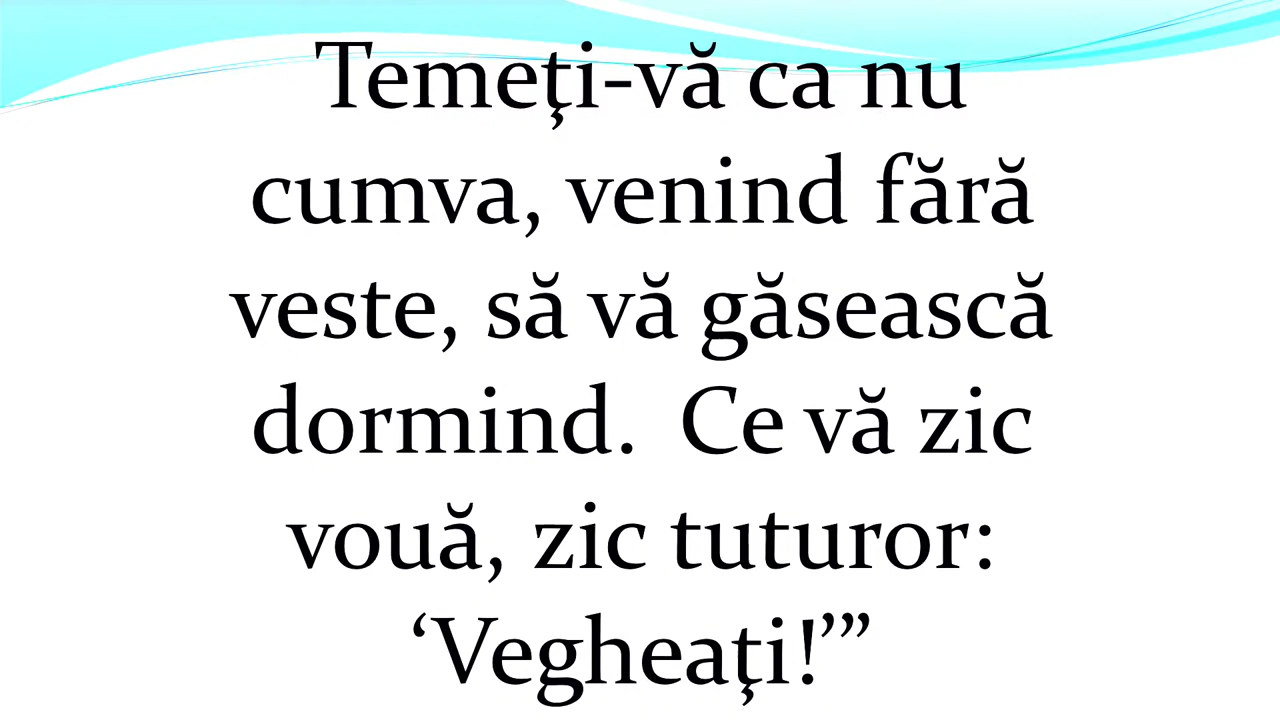 Temeţi-vă ca nu
cumva, venind fără
veste, să vă găsească
dormind.  Ce vă zic
vouă, zic tuturor:
‘Vegheaţi!’”